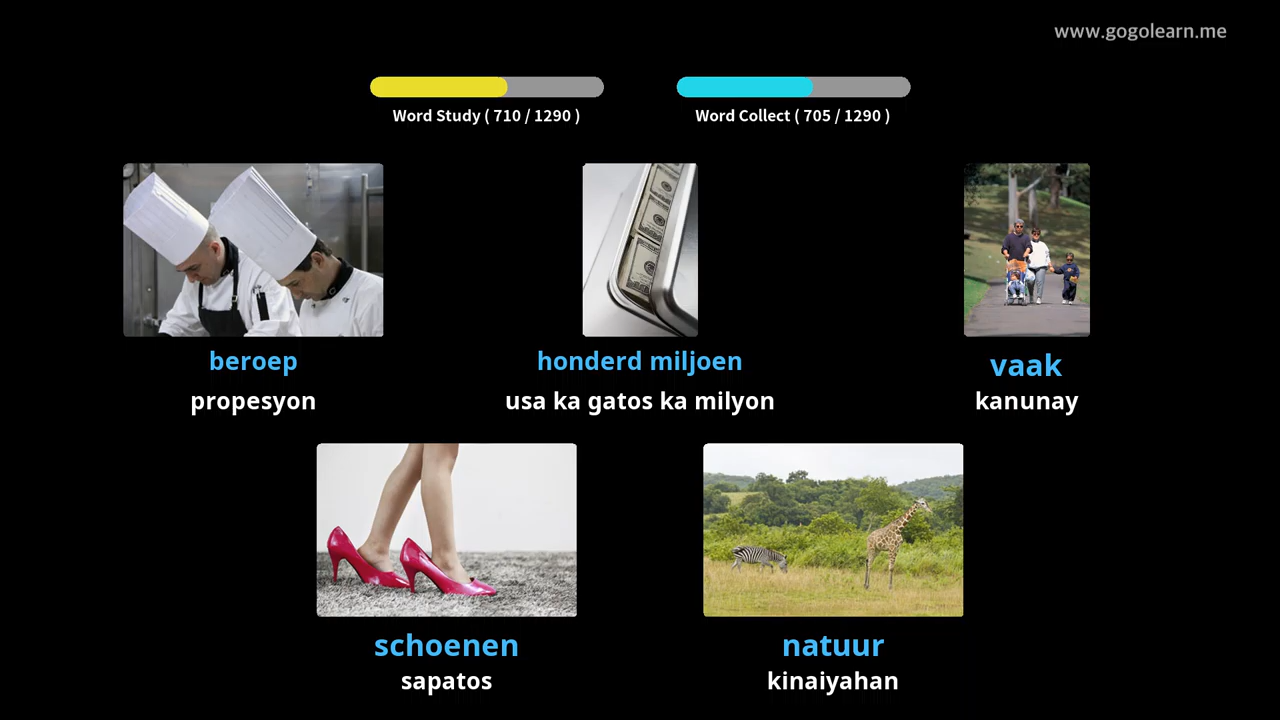 www.gogolearn.me
Word Study ( 710 / 1290 )
Word Collect ( 705 / 1290 )
beroep
propesyon
honderd miljoen
usa ka gatos ka milyon
vaak
kanunay
schoenen
sapatos
natuur
kinaiyahan